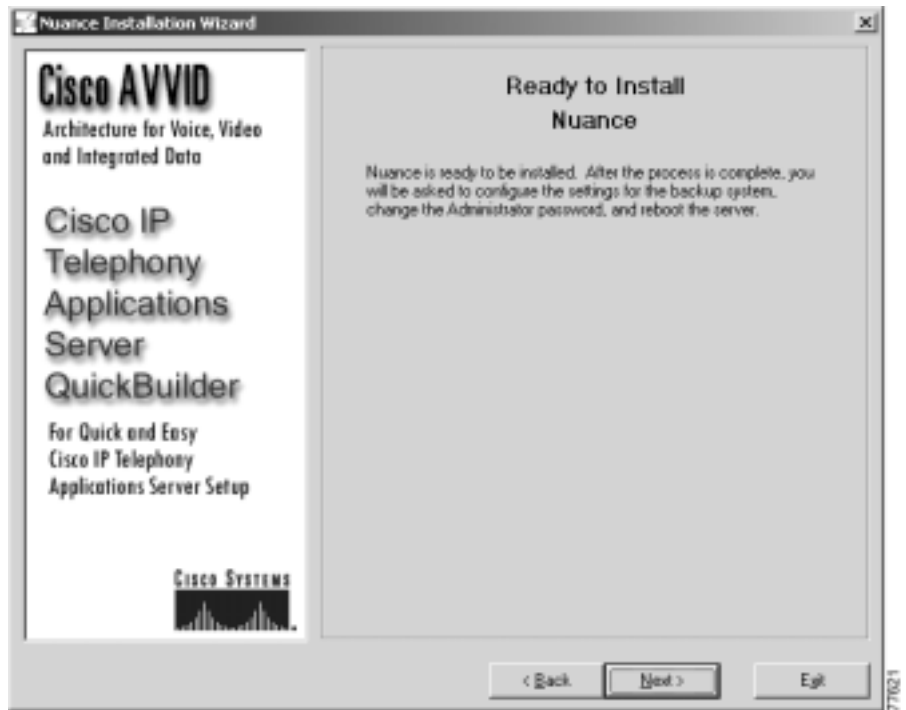 Nuance Installation Wizard
Cisco AVVID
Architecture for Voice, Video
and Integrated Data
Cisco IP
Telephony
Applications
Server
QuickBuilder
For Quick and Easy
Cisco IP Telephony
Applications Server Setup
CISCO SYSTEMS
Ready to Install
Nuance
Nuance is ready to be installed. After the process is complete, you
will be asked to configure the settings for the backup system,
change the Administrator password, and reboot the server.
< Back
Next >
Exit
77621